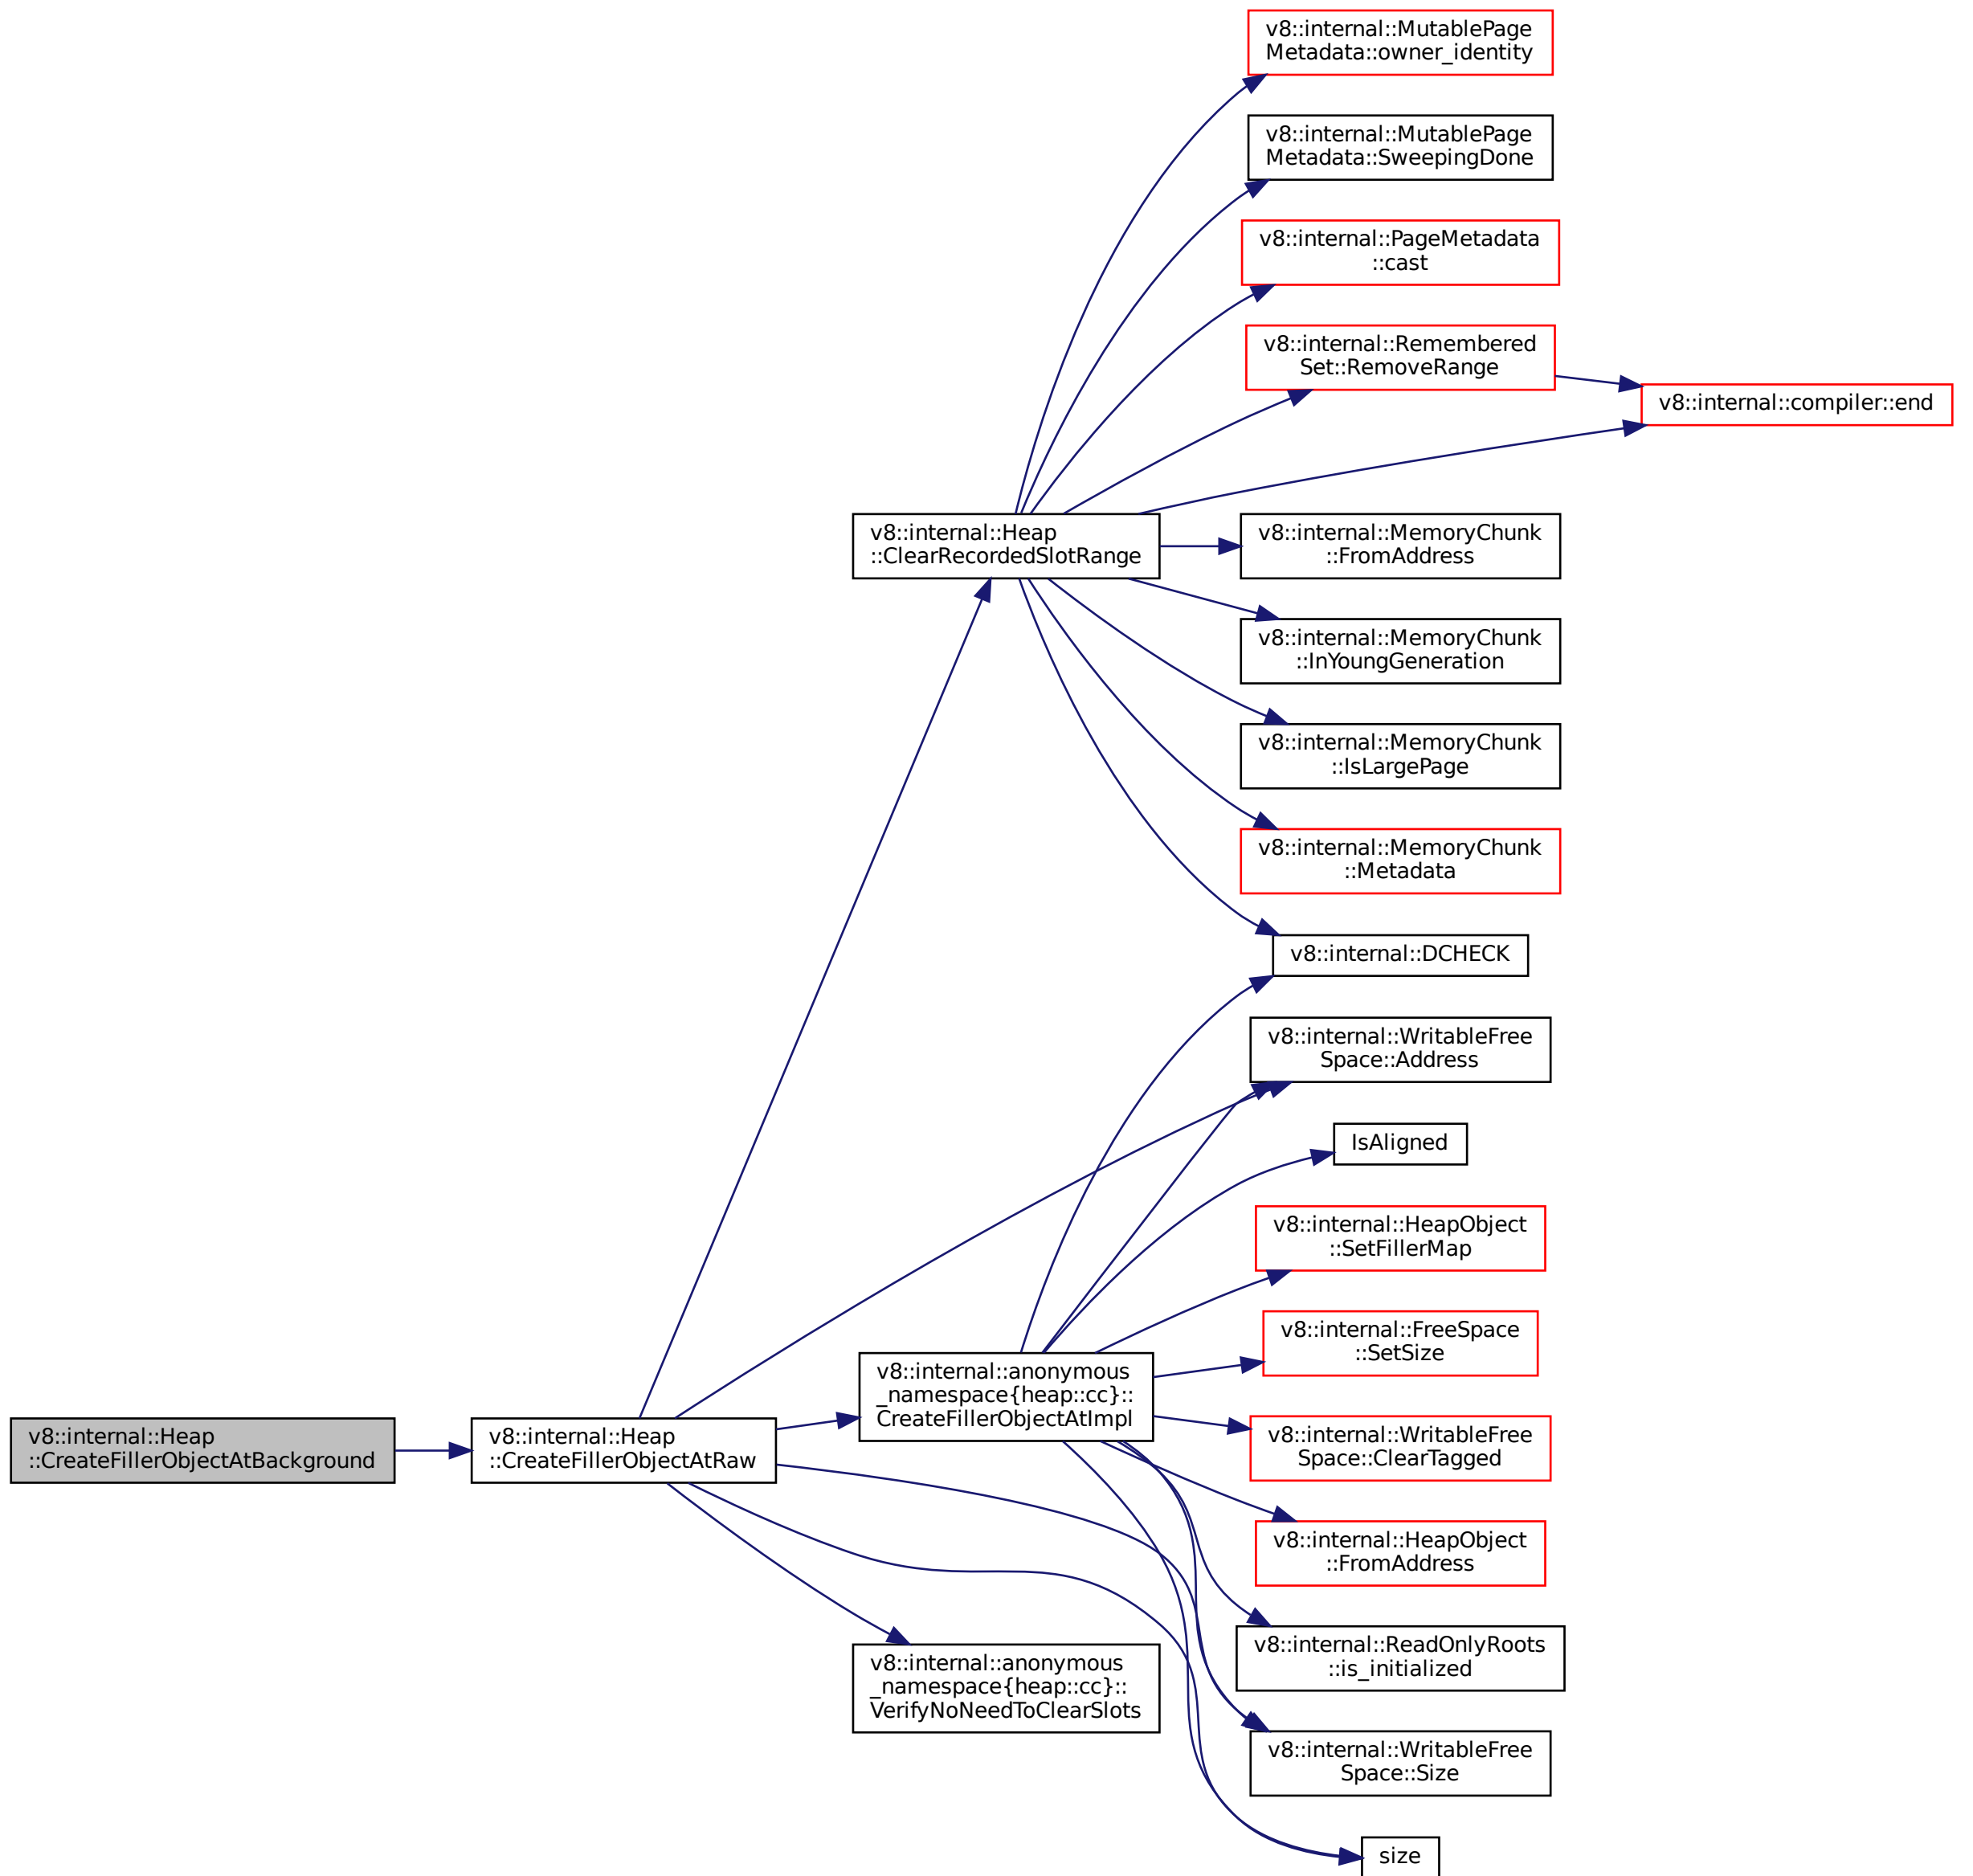 v8::internal::MutablePage
Metadata::owner_identity
v8::internal::MutablePage
Metadata::SweepingDone
v8::internal::PageMetadata
::cast
v8::internal::Remembered
Set::RemoveRange
v8::internal::compiler::end
v8::internal::Heap
::ClearRecordedSlotRange
v8::internal::MemoryChunk
::FromAddress
v8::internal::MemoryChunk
::InYoungGeneration
v8::internal::MemoryChunk
::IsLargePage
v8::internal::MemoryChunk
::Metadata
v8::internal::DCHECK
v8::internal::WritableFree
Space::Address
IsAligned
v8::internal::HeapObject
::SetFillerMap
v8::internal::FreeSpace
::SetSize
v8::internal::anonymous
_namespace{heap::cc}::
CreateFillerObjectAtImpl
v8::internal::Heap
::CreateFillerObjectAtBackground
v8::internal::Heap
::CreateFillerObjectAtRaw
v8::internal::WritableFree
Space::ClearTagged
v8::internal::HeapObject
::FromAddress
v8::internal::ReadOnlyRoots
::is_initialized
v8::internal::anonymous
_namespace{heap::cc}::
VerifyNoNeedToClearSlots
v8::internal::WritableFree
Space::Size
size